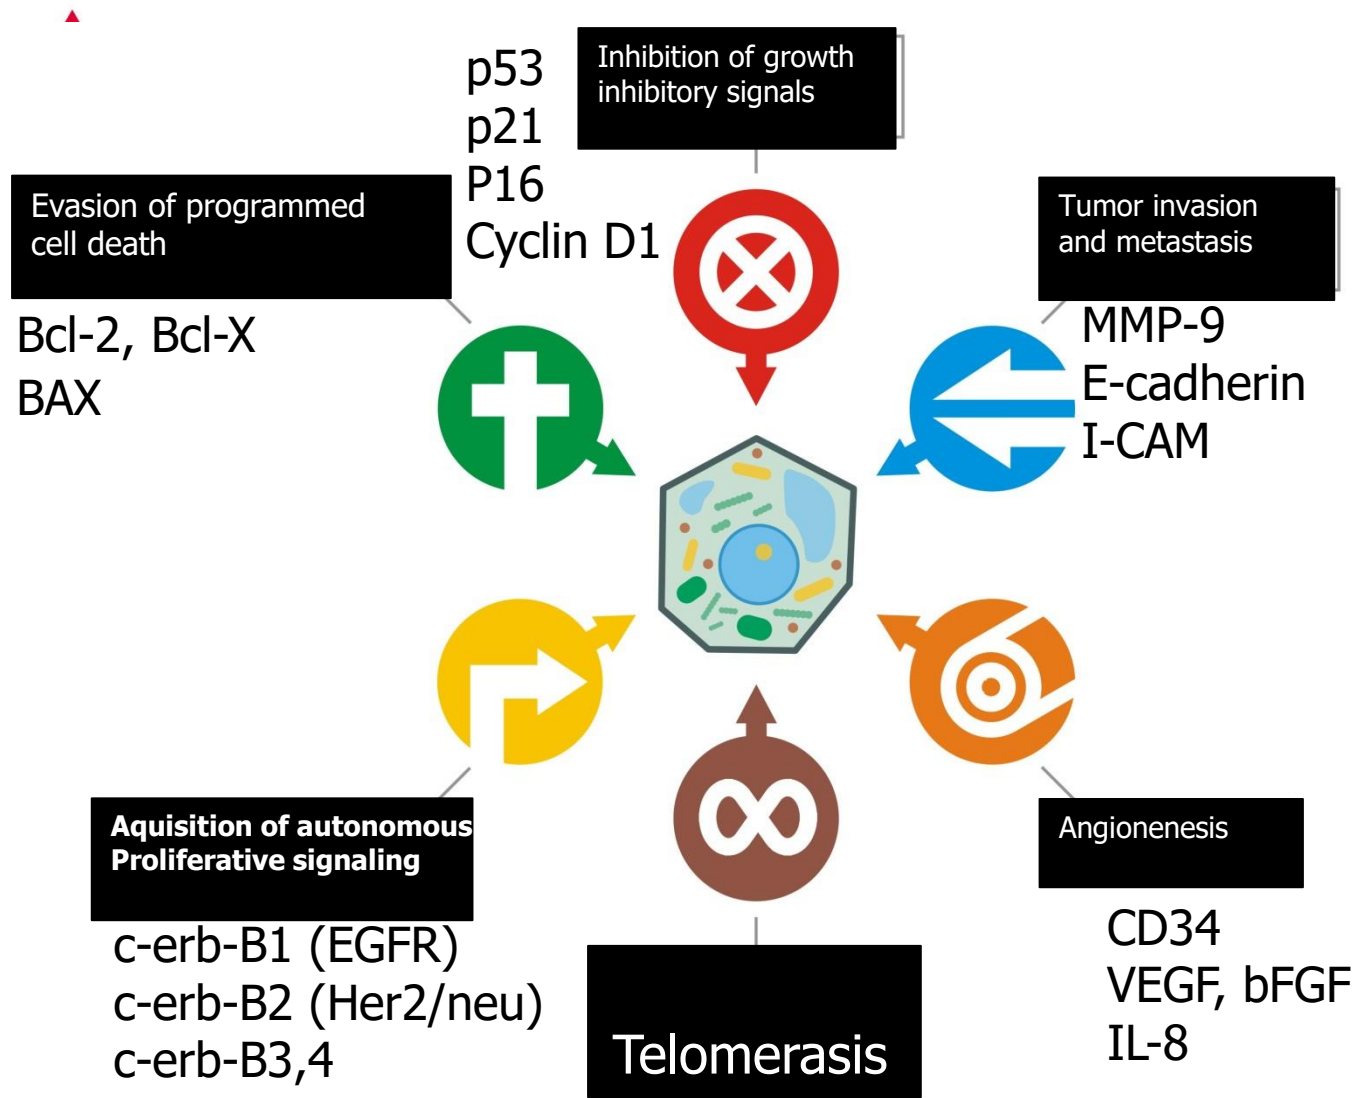 p53
p21
P16
Cyclin D1
Inhibition of growth
inhibitory signals
Evasion of programmed
cell death
Bcl-2, Bcl-X
BAX
Tumor invasion
and metastasis
MMP-9
E-cadherin
I-CAM
Aquisition of autonomous
Proliferative signaling
c-erb-B1 (EGFR)
c-erb-B2 (Her2/neu)
c-erb-B3,4
Telomerasis
Angionenesis
CD34
VEGF, bFGF
IL-8